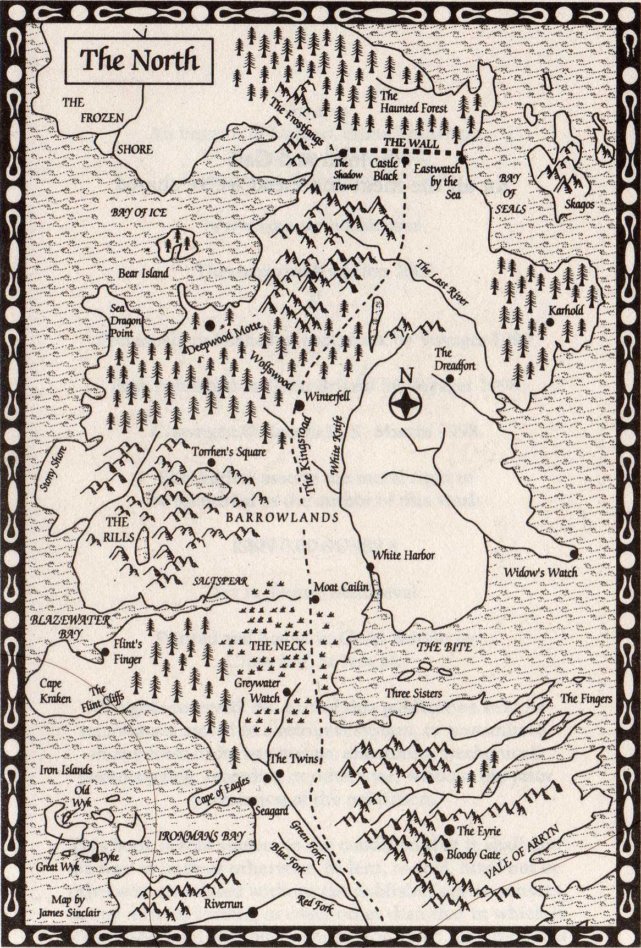 The North
THE
FROZEN
SHORE
The
Haunted Forest
The Frostfangs
THE WALL
The
Shadow
Tower
Castle
Black
Eastwatch
by the
Sea
BAY
OF
SEALS
Skagos
BAY OF ICE
Bear Island
The Last River
Sea
Dragon
Point
Deepwood Motte
Karhold
Wolfswood
The
Dreadfort
N
Winterfell
The Kingsroad
White Knife
Stony Shore
Torrhen's Square
THE
RILLS
BARROWLANDS
White Harbor
Widow's Watch
SALTSPEAR
Moat Cailin
BLAZEWATER
BAY
Flint's
Finger
THE NECK
THE BITE
Cape
Kraken
The
Flint Cliffs
Greywater
Watch
Three Sisters
The Fingers
Iron Islands
Old
Wyk
The Twins
Cape of Eagles
Seagard
IRONMANS BAY
Green Fork
Blue Fork
The Eyrie
Bloody Gate
VALE OF ARRYN
Great Wyk
Pyke
Map by
James Sinclair
Riverrun
Red Fork